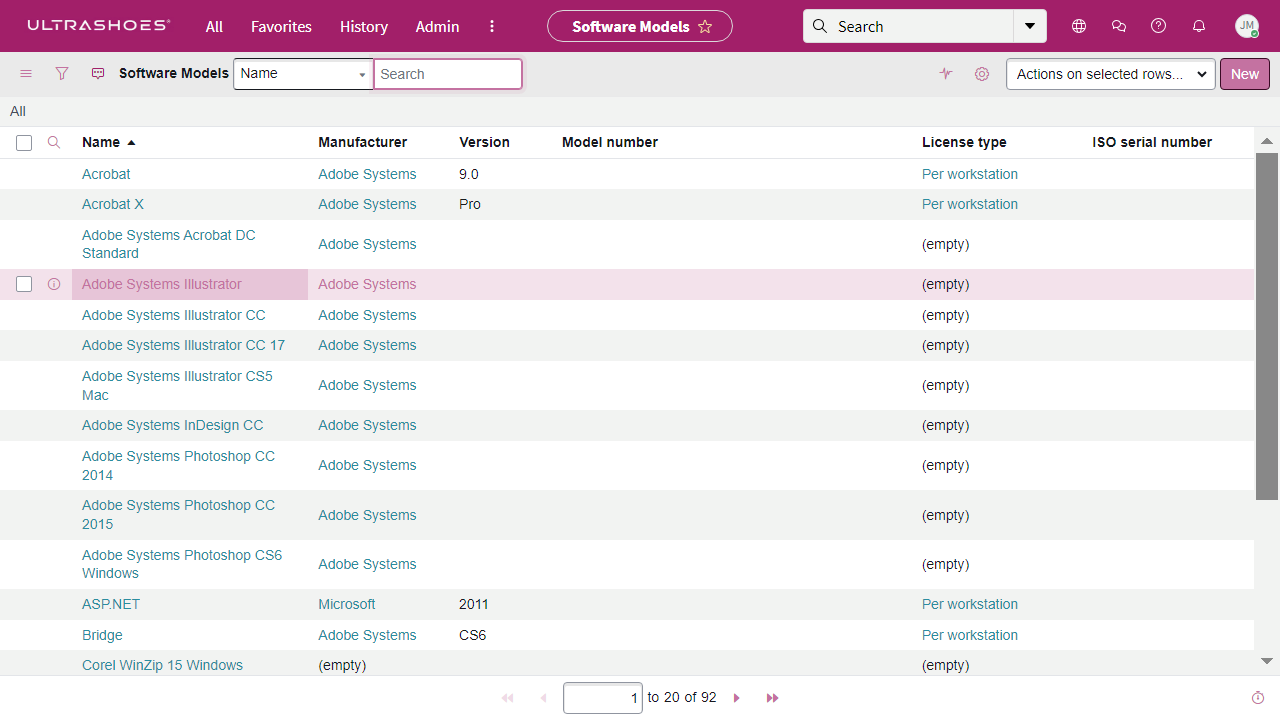 ULTRASHOES® All Favorites History Admin Software Models Search JM
Software Models Name Search Actions on selected rows... New
All
Name Manufacturer Version Model number License type ISO serial number
Acrobat Adobe Systems 9.0 Per workstation
Acrobat X Adobe Systems Pro Per workstation
Adobe Systems Acrobat DC
Standard Adobe Systems (empty)
Adobe Systems Illustrator Adobe Systems (empty)
Adobe Systems Illustrator CC Adobe Systems (empty)
Adobe Systems Illustrator CC 17 Adobe Systems (empty)
Adobe Systems Illustrator CS5
Mac Adobe Systems (empty)
Adobe Systems InDesign CC Adobe Systems (empty)
Adobe Systems Photoshop CC
2014 Adobe Systems (empty)
Adobe Systems Photoshop CC
2015 Adobe Systems (empty)
Adobe Systems Photoshop CS6
Windows Adobe Systems (empty)
ASP.NET Microsoft 2011 Per workstation
Bridge Adobe Systems CS6 Per workstation
Corel WinZip 15 Windows (empty) (empty)
1 to 20 of 92